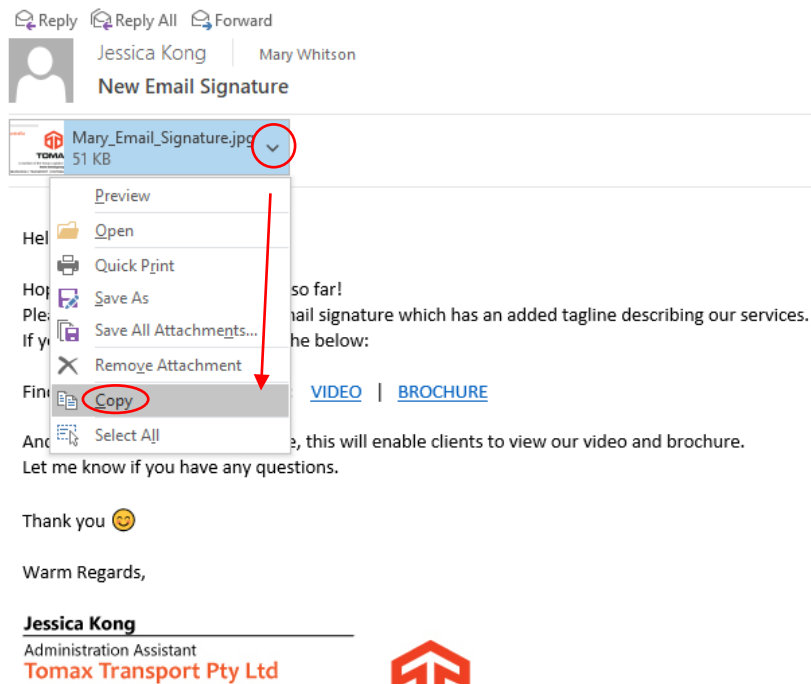 Reply Reply All Forward
Jessica Kong Mary Whitson
New Email Signature
Mary_Email_Signature.jpg
51 KB
TOMA
Preview
Open
Hel
Quick Print
Hop so far!
Save As
Plea ail signature which has an added tagline describing our services.
Save All Attachments...
If yo he below:
Remove Attachment
Find VIDEO | BROCHURE
Copy
Select All
And e, this will enable clients to view our video and brochure.
Let me know if you have any questions.
Thank you 😊
Warm Regards,
Jessica Kong
Administration Assistant
Tomax Transport Pty Ltd